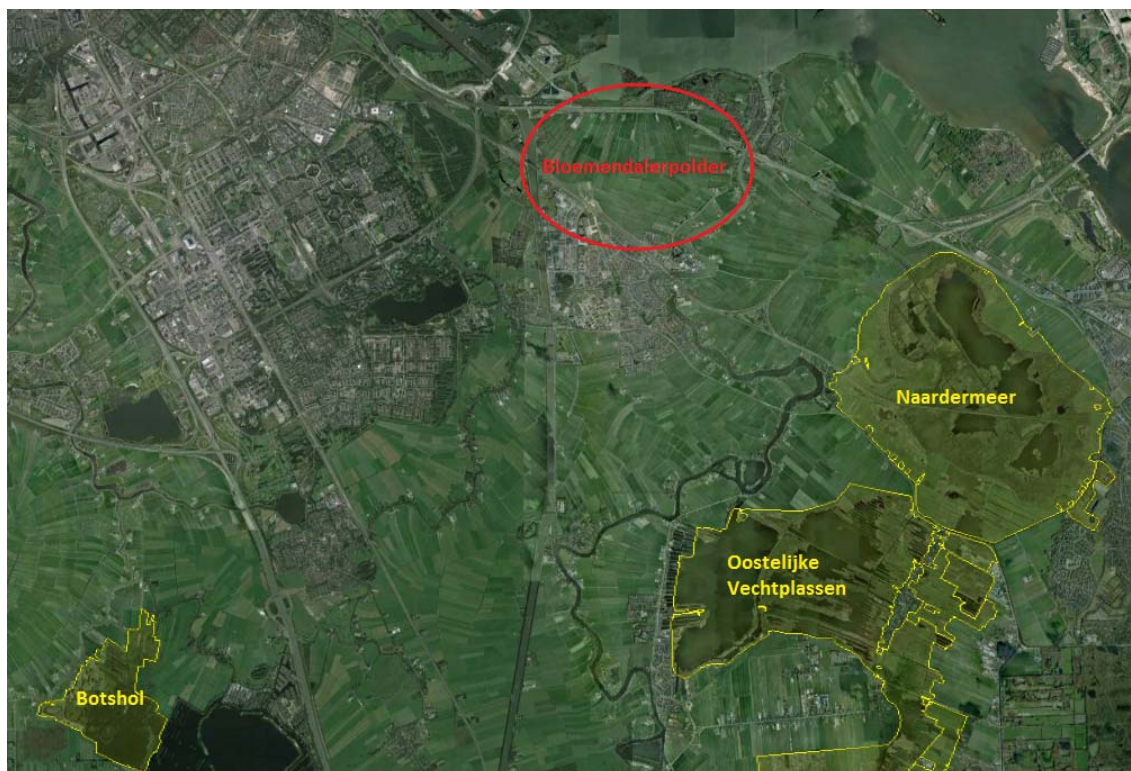 Bloemendalerpolder
Naardermeer
Oostelijke
Vechtplassen
Botshol